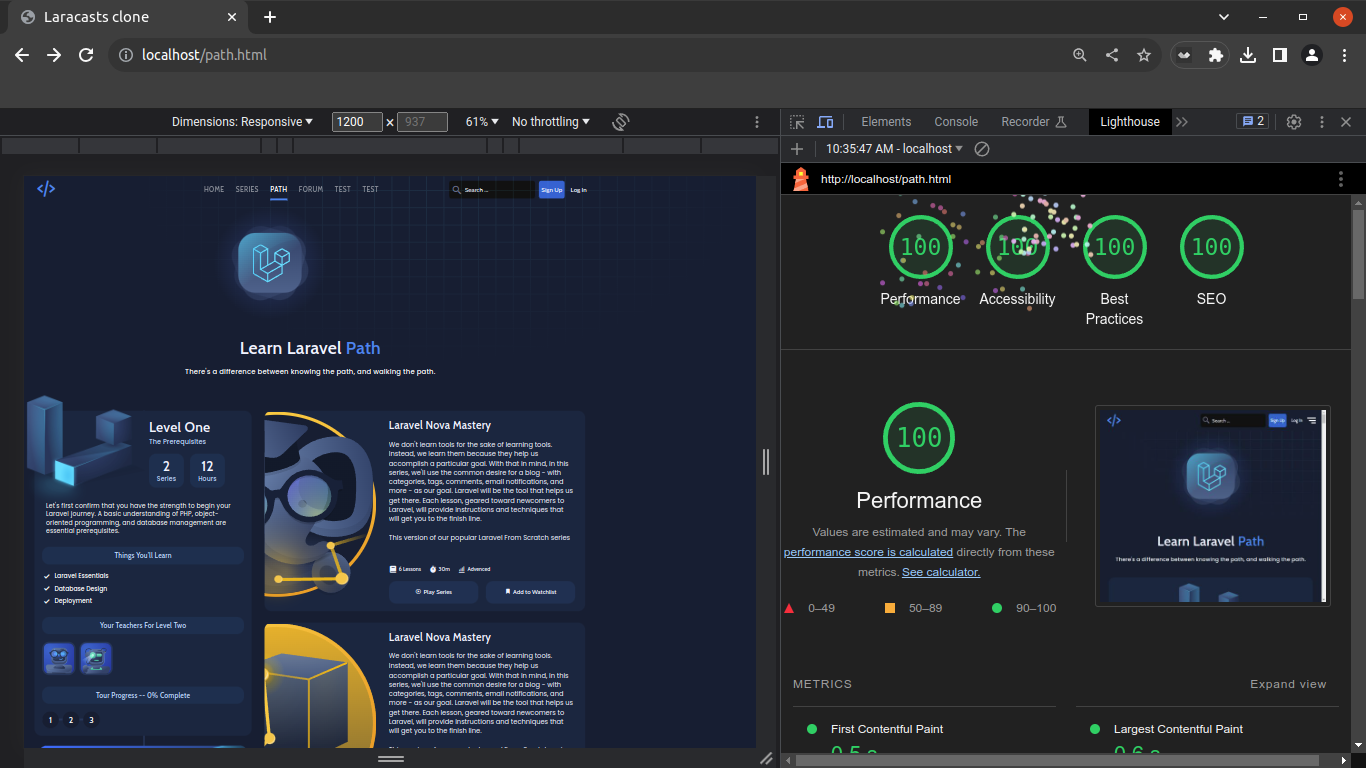 Laracasts clone
localhost/path.html
Dimensions: Responsive 1200 × 937 61% No throttling
Elements Console Recorder Lighthouse 2
10:35:47 AM - localhost
http://localhost/path.html
HOME SERIES PATH FORUM TEST TEST Search ... Sign Up Log In
Learn Laravel Path
There's a difference between knowing the path, and walking the path.
Level One
The Prerequisites
2 12
Series Hours
Let's first confirm that you have the strength to begin your
Laravel journey. A basic understanding of PHP, object-
oriented programming, and database management are
essential prerequisites.
Things You'll Learn
Laravel Essentials
Database Design
Deployment
Your Teachers For Level Two
Tour Progress -- 0% Complete
1 2 3
Laravel Nova Mastery
We don't learn tools for the sake of learning tools.
Instead, we learn them because they help us
accomplish a particular goal. With that in mind, in this
series, we'll use the common desire for a blog - with
categories, tags, comments, email notifications, and
more - as our goal. Laravel will be the tool that helps us
get there. Each lesson, geared toward newcomers to
Laravel, will provide instructions and techniques that
will get you to the finish line.
This version of our popular Laravel From Scratch series
6 Lessons 30m Advanced
Play Series Add to Watchlist
Laravel Nova Mastery
We don't learn tools for the sake of learning tools.
Instead, we learn them because they help us
accomplish a particular goal. With that in mind, in this
series, we'll use the common desire for a blog - with
categories, tags, comments, email notifications, and
more - as our goal. Laravel will be the tool that helps us
get there. Each lesson, geared toward newcomers to
Laravel, will provide instructions and techniques that
will get you to the finish line.
100 100 100 100
Performance Accessibility Best Practices SEO
100
Performance
Values are estimated and may vary. The
performance score is calculated directly from these
metrics. See calculator.
0–49 50–89 90–100
Search ... Sign Up Log In
Learn Laravel Path
There's a difference between knowing the path, and walking the path.
METRICS Expand view
First Contentful Paint Largest Contentful Paint